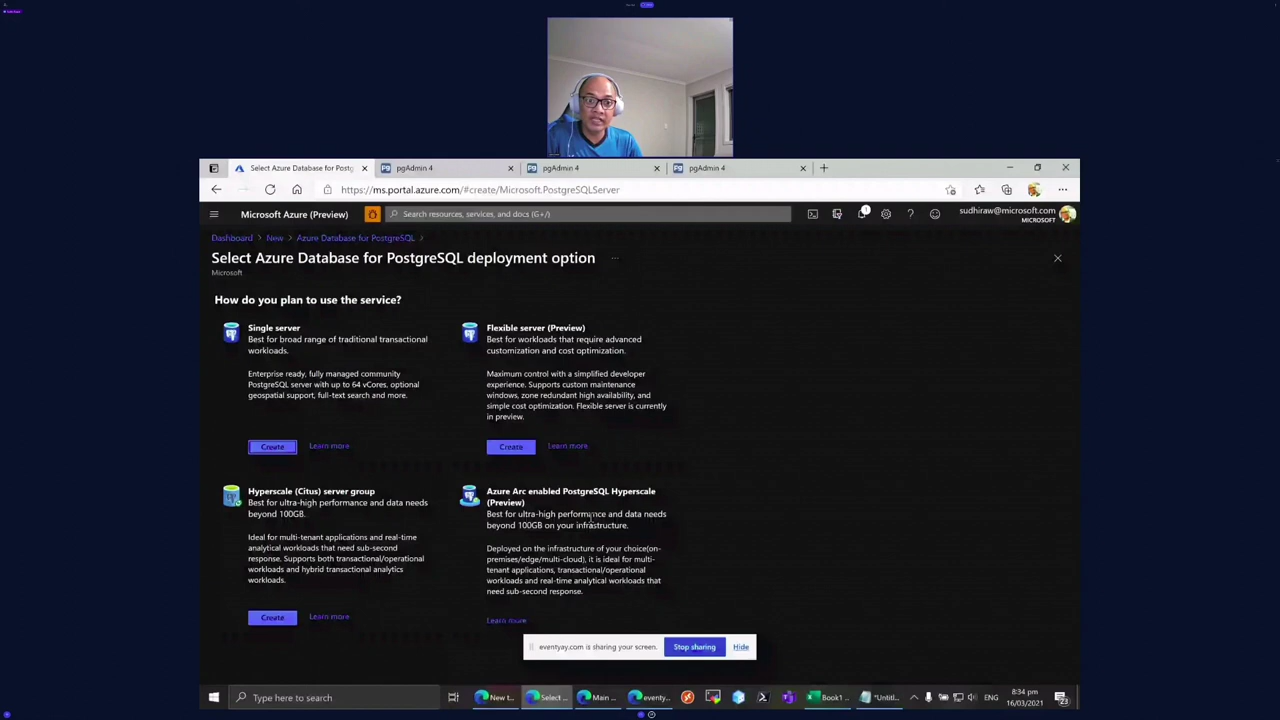 Select Azure Database for Postg
pgAdmin 4
pgAdmin 4
pgAdmin 4
https://ms.portal.azure.com/#create/Microsoft.PostgreSQLServer
Microsoft Azure (Preview)
Search resources, services, and docs (G+/)
1
sudhiraw@microsoft.com
MICROSOFT
Dashboard > New > Azure Database for PostgreSQL >
Select Azure Database for PostgreSQL deployment option ...
Microsoft
How do you plan to use the service?
Single server
Best for broad range of traditional transactional
workloads.
Enterprise ready, fully managed community
PostgreSQL server with up to 64 vCores, optional
geospatial support, full-text search and more.
Create
Learn more
Flexible server (Preview)
Best for workloads that require advanced
customization and cost optimization.
Maximum control with a simplified developer
experience. Supports custom maintenance
windows, zone redundant high availability, and
simple cost optimization. Flexible server is currently
in preview.
Create
Learn more
Hyperscale (Citus) server group
Best for ultra-high performance and data needs
beyond 100GB.
Ideal for multi-tenant applications and real-time
analytical workloads that need sub-second
response. Supports both transactional/operational
workloads and hybrid transactional analytics
workloads.
Create
Learn more
Azure Arc enabled PostgreSQL Hyperscale
(Preview)
Best for ultra-high performance and data needs
beyond 100GB on your infrastructure.
Deployed on the infrastructure of your choice(on-
premises/edge/multi-cloud), it is ideal for multi-
tenant applications, transactional/operational
workloads and real-time analytical workloads that
need sub-second response.
Learn more
eventyay.com is sharing your screen.
Stop sharing
Hide
Type here to search
New t...
Select ...
Main ...
eventy...
Book1 ...
*Untitl...
ENG
8:34 pm
16/03/2021
23